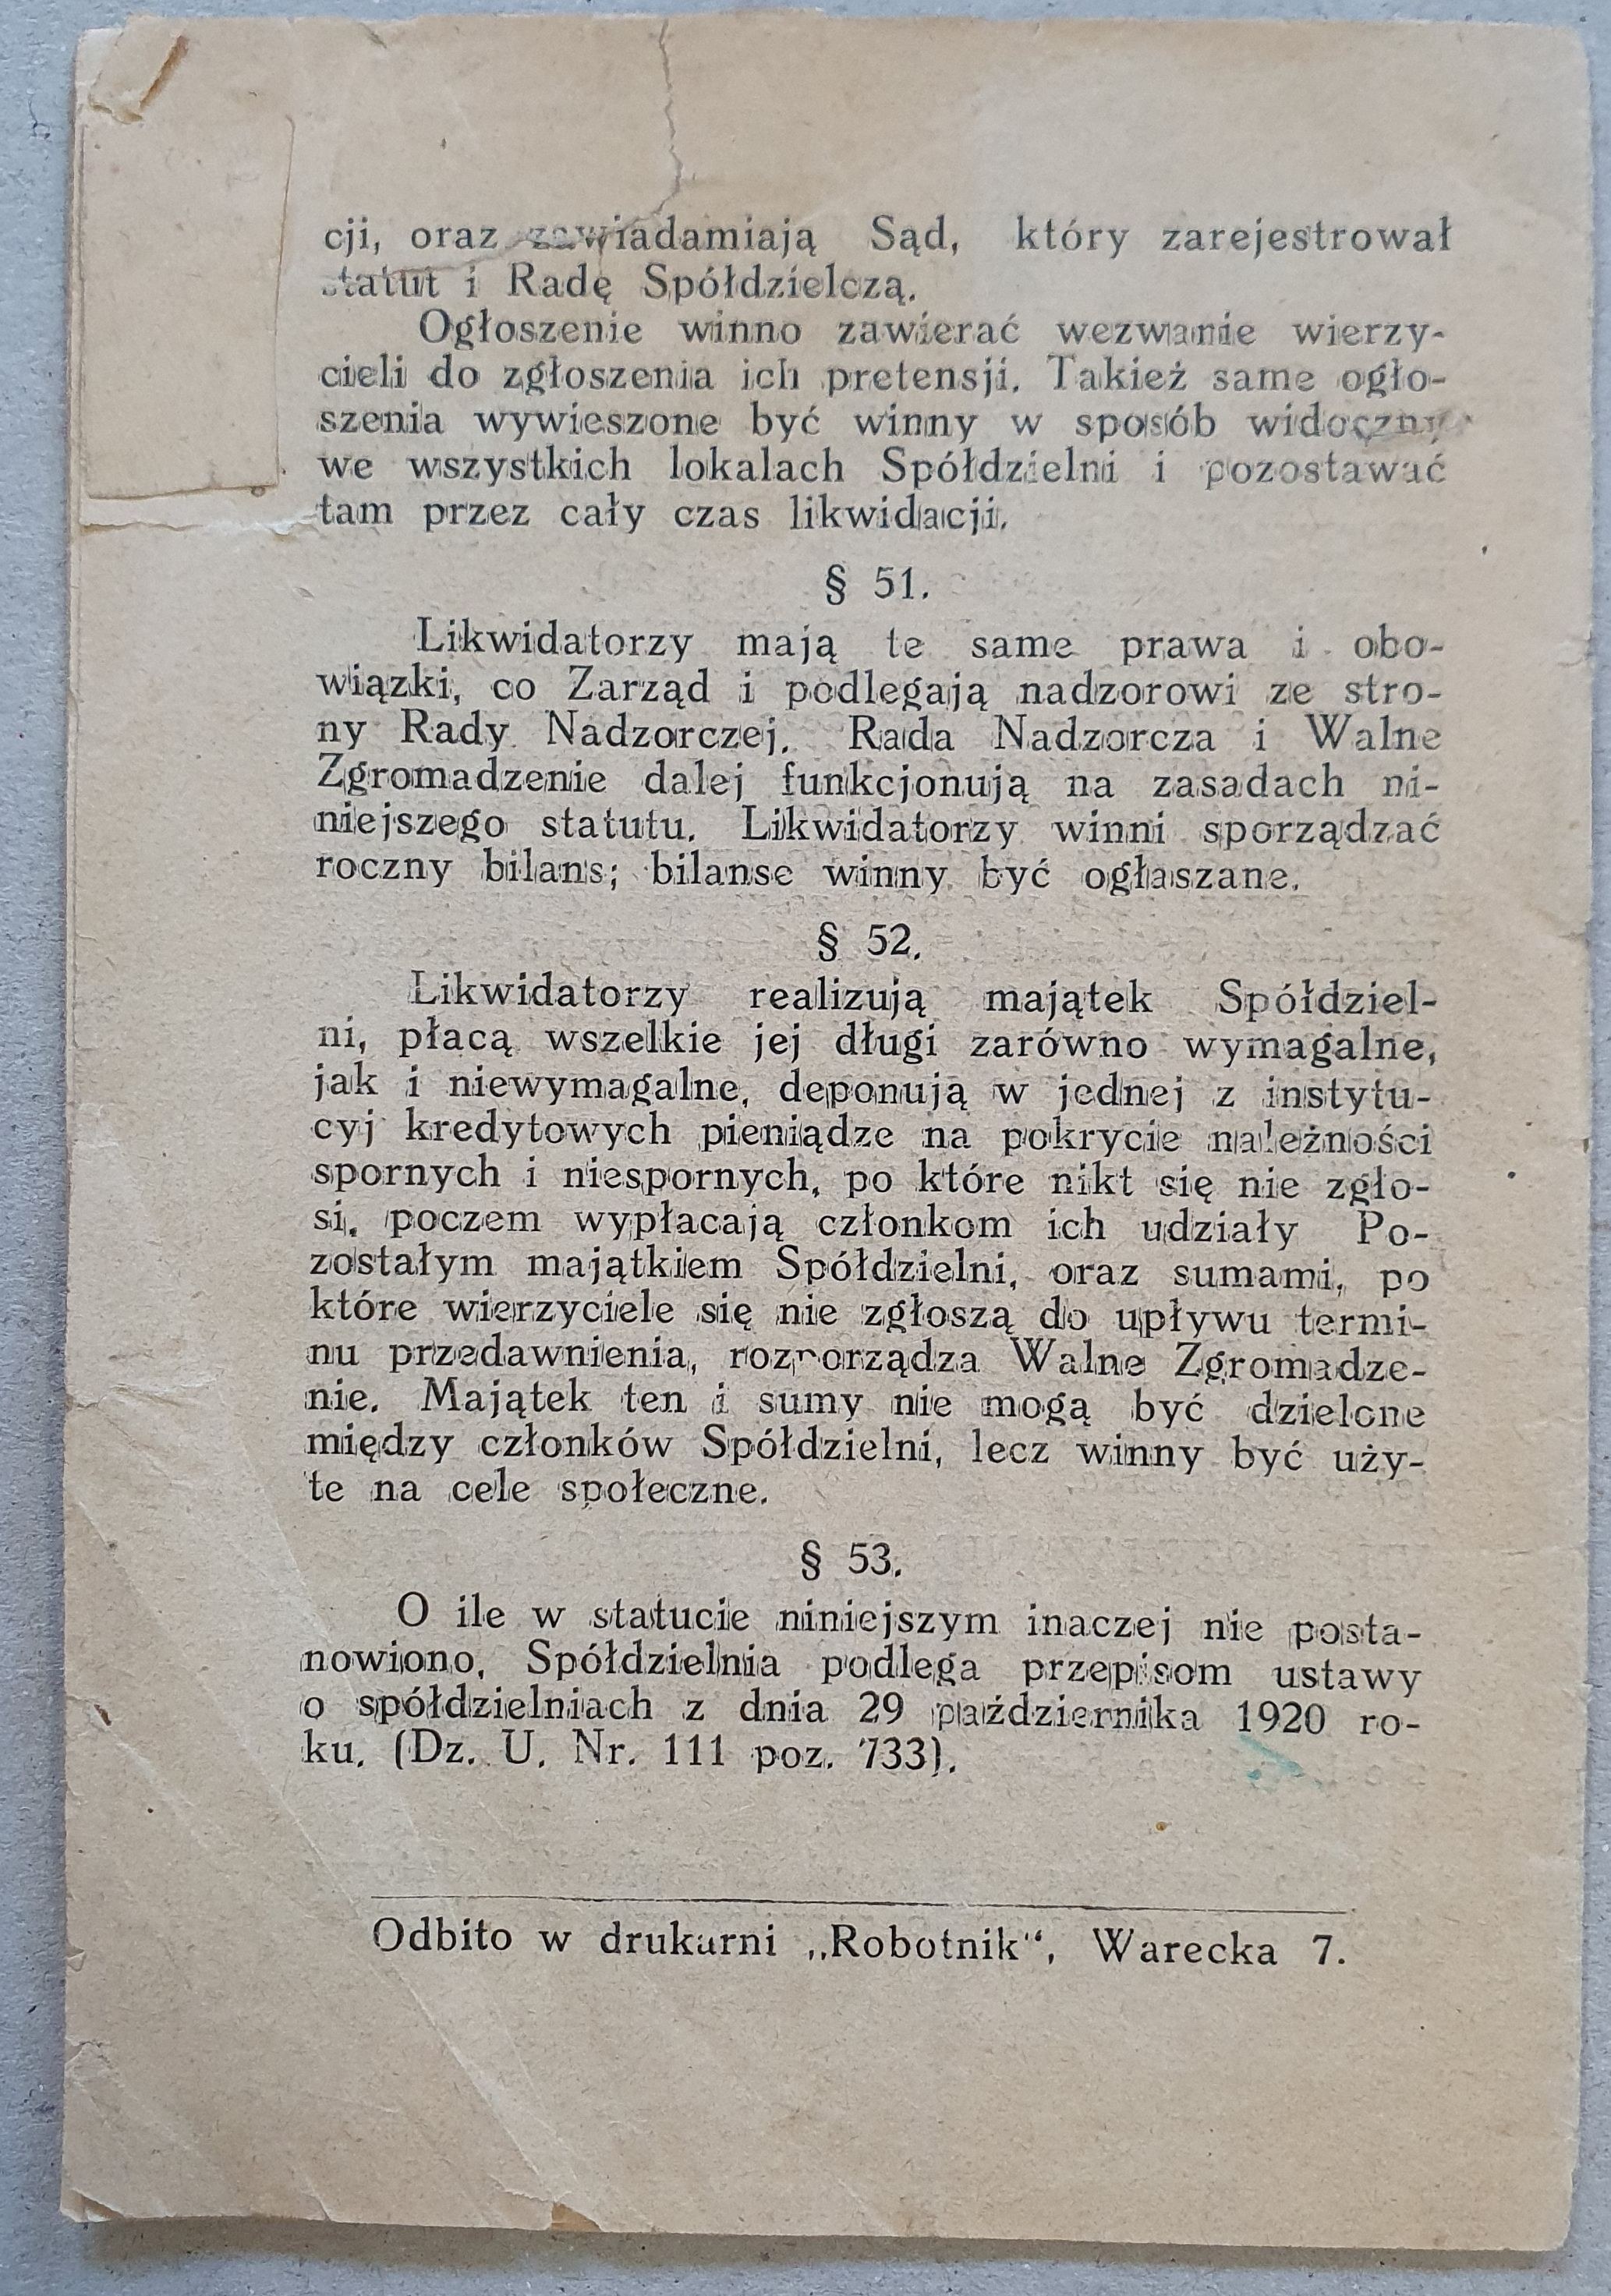 cji, oraz zawiadamiają Sąd, który zarejestrował
statut i Radę Spółdzielczą.
Ogłoszenie winno zawierać wezwanie wierzy-
cieli do zgłoszenia ich pretensji. Takież same ogło-
szenia wywieszone być winny w sposób widoczny
we wszystkich lokalach Spółdzielni i pozostawać
tam przez cały czas likwidacji.
§ 51.
Likwidatorzy mają te same prawa i obo-
wiązki, co Zarząd i podlegają nadzorowi ze stro-
ny Rady Nadzorczej. Rada Nadzorcza i Walne
Zgromadzenie dalej funkcjonują na zasadach ni-
niejszego statutu. Likwidatorzy winni sporządzać
roczny bilans; bilanse winny być ogłaszane.
§ 52.
Likwidatorzy realizują majątek Spółdziel-
ni, płacą wszelkie jej długi zarówno wymagalne,
jak i niewymagalne, deponują w jednej z instytu-
cyj kredytowych pieniądze na pokrycie należności
spornych i niespornych, po które nikt się nie zgło-
si, poczem wypłacają członkom ich udziały Po-
zostałym majątkiem Spółdzielni, oraz sumami, po
które wierzyciele się nie zgłoszą do upływu termi-
nu przedawnienia, rozporządza Walne Zgromadze-
nie. Majątek ten i sumy nie mogą być dzielone
między członków Spółdzielni, lecz winny być uży-
te na cele społeczne.
§ 53.
O ile w statucie niniejszym inaczej nie posta-
nowiono, Spółdzielnia podlega przepisom ustawy
o spółdzielniach z dnia 29 października 1920 ro-
ku. (Dz. U. Nr. 111 poz. 733).
Odbito w drukarni „Robotnik“, Warecka 7.